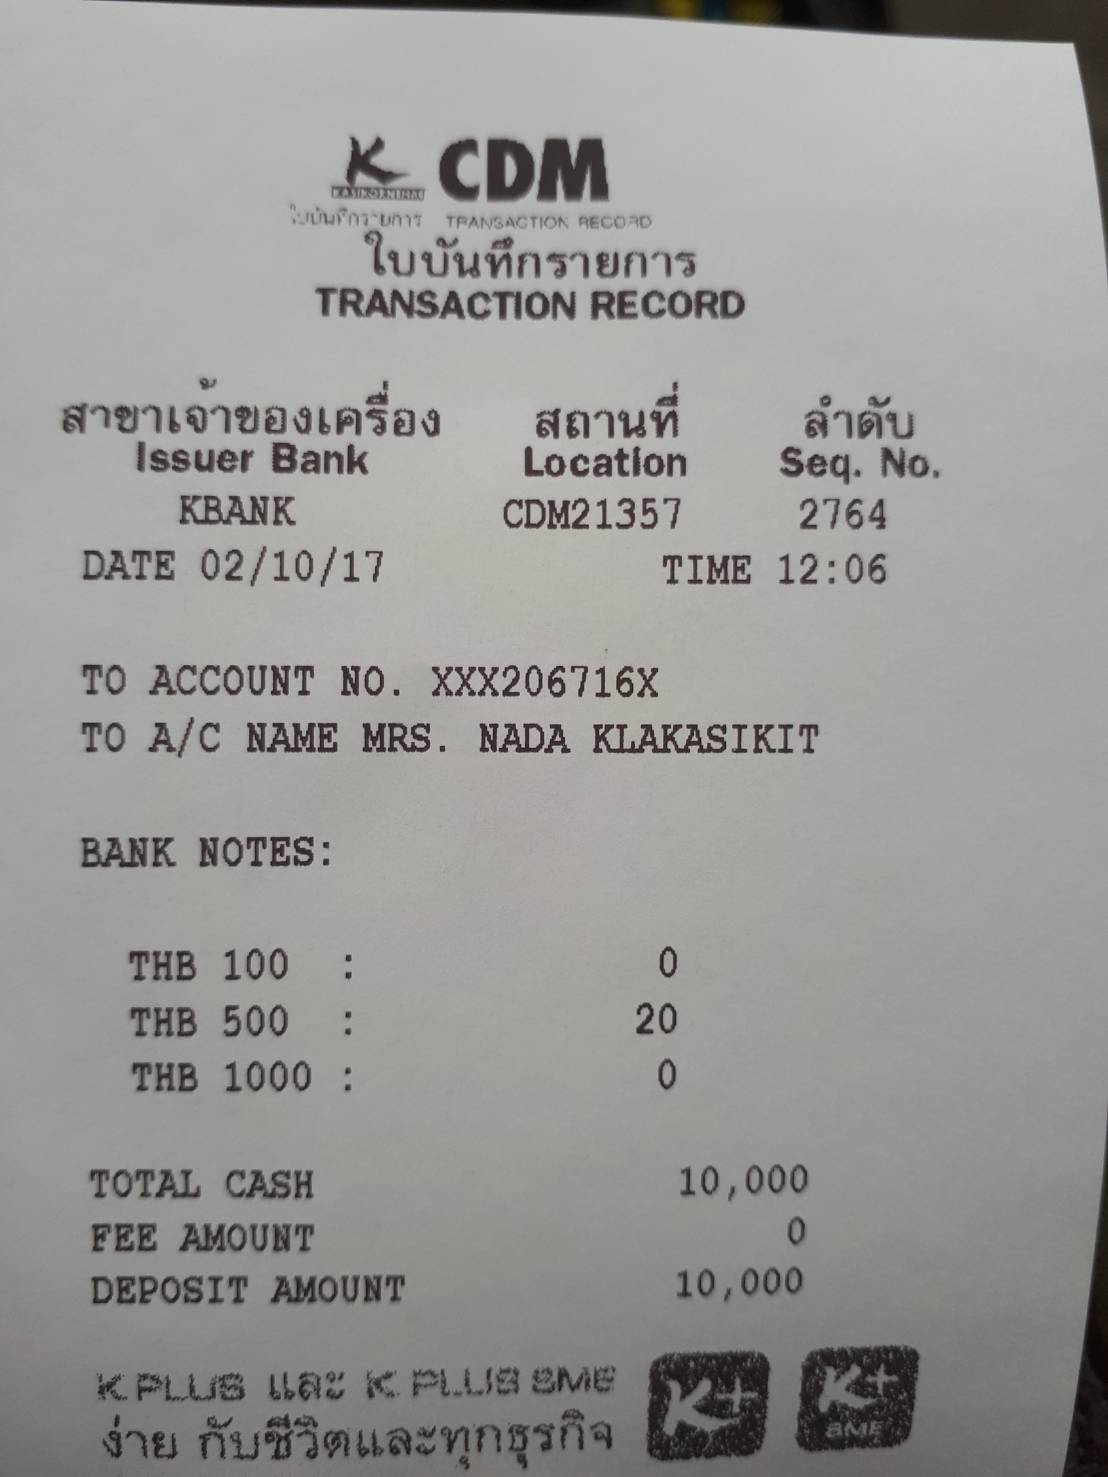 K CDM
KASIKORNTHAI
ใบบันทึกรายการ TRANSACTION RECORD
ใบบันทึกรายการ
TRANSACTION RECORD
สาขาเจ้าของเครื่อง สถานที่ ลำดับ
Issuer Bank Location Seq. No.
KBANK CDM21357 2764
DATE 02/10/17 TIME 12:06
TO ACCOUNT NO. XXX206716X
TO A/C NAME MRS. NADA KLAKASIKIT
BANK NOTES:
THB 100 : 0
THB 500 : 20
THB 1000 : 0
TOTAL CASH 10,000
FEE AMOUNT 0
DEPOSIT AMOUNT 10,000
K PLUS และ K PLUS SME K+ K+ SME
ง่าย กับชีวิตและทุกธุรกิจ